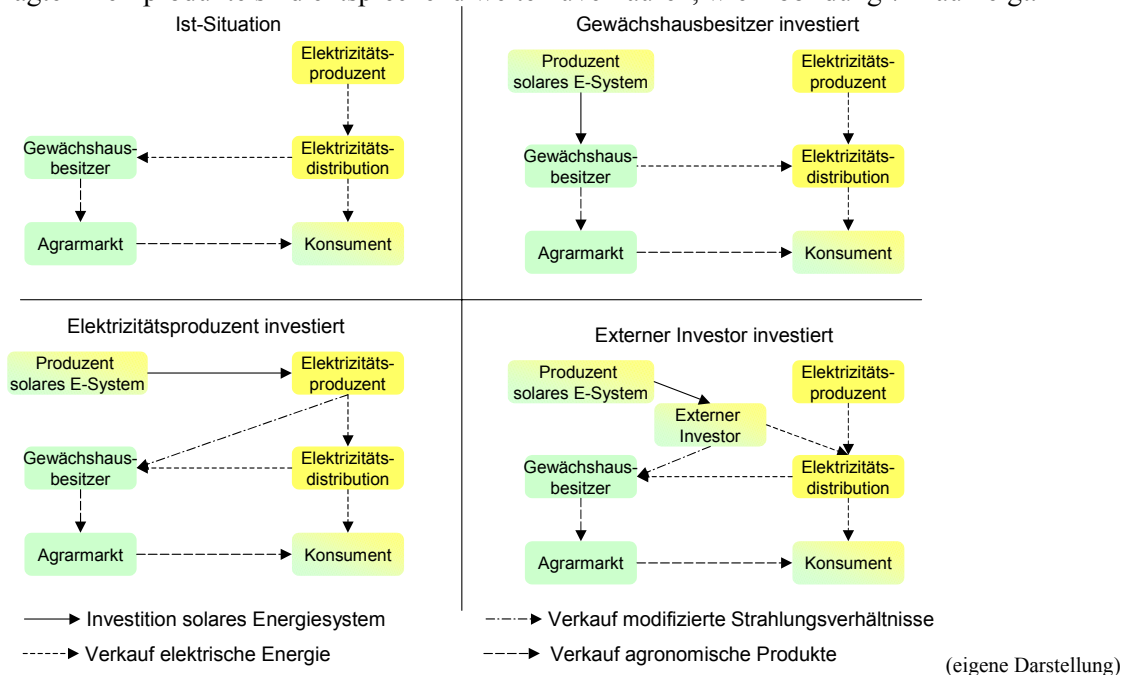 Ist-Situation
Elektrizitäts-
produzent
Gewächshaus-
besitzer
Elektrizitäts-
distribution
Agrarmarkt
Konsument
Gewächshausbesitzer investiert
Produzent
solares E-System
Elektrizitäts-
produzent
Gewächshaus-
besitzer
Elektrizitäts-
distribution
Agrarmarkt
Konsument
Elektrizitätsproduzent investiert
Produzent
solares E-System
Elektrizitäts-
produzent
Gewächshaus-
besitzer
Elektrizitäts-
distribution
Agrarmarkt
Konsument
Externer Investor investiert
Produzent
solares E-System
Externer
Investor
Elektrizitäts-
produzent
Gewächshaus-
besitzer
Elektrizitäts-
distribution
Agrarmarkt
Konsument
Investition solares Energiesystem
Verkauf modifizierte Strahlungsverhältnisse
Verkauf elektrische Energie
Verkauf agronomische Produkte
(eigene Darstellung)